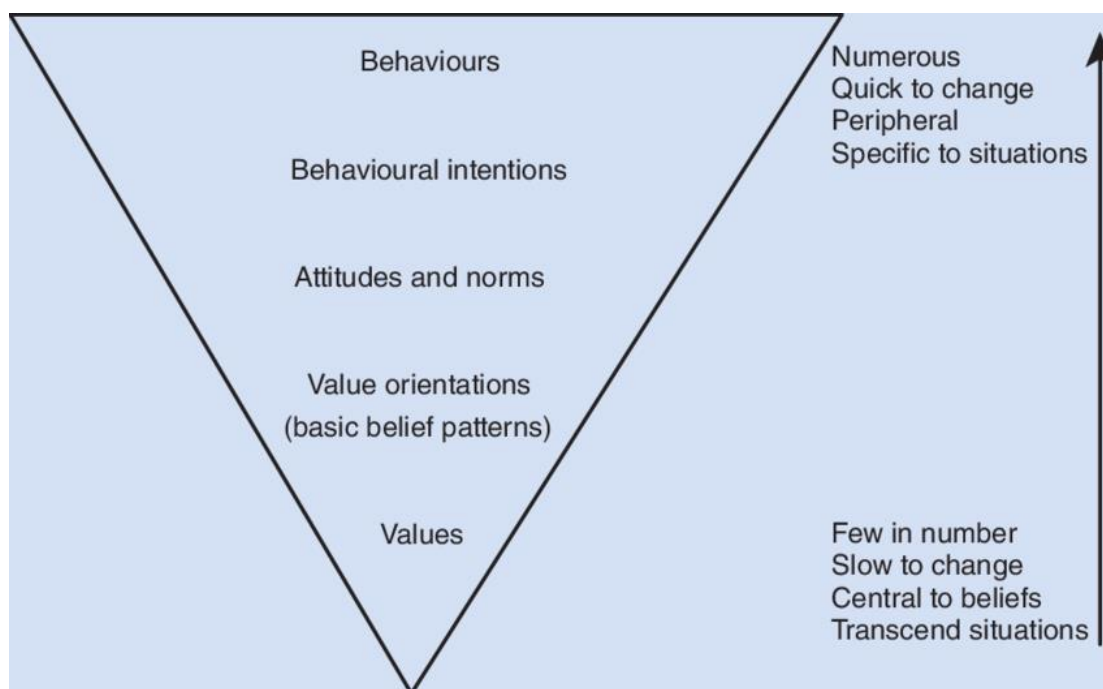 Behaviours
Behavioural intentions
Attitudes and norms
Value orientations
(basic belief patterns)
Values
Numerous
Quick to change
Peripheral
Specific to situations
Few in number
Slow to change
Central to beliefs
Transcend situations